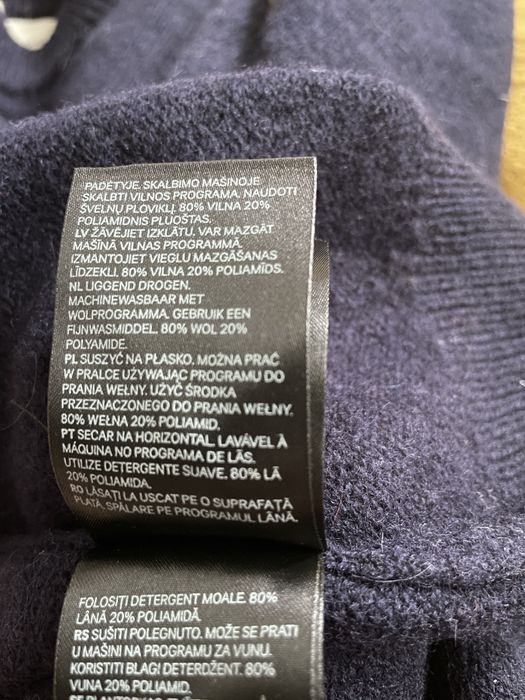 PADĖTYJE. SKALBIMO MAŠINOJE
SKALBTI VILNOS PROGRAMA. NAUDOTI
ŠVELNŲ PLOVIKLĮ. 80% VILNA 20%
POLIAMIDNIS PLUOŠTAS.
LV ŽĀVĒJIET IZKLĀTU. VAR MAZGĀT
MAŠĪNĀ VILNAS PROGRAMMĀ.
IZMANTOJIET VIEGLU MAZGĀŠANAS
LĪDZEKLI. 80% VILNA 20% POLIAMĪDS.
NL LIGGEND DROGEN.
MACHINEWASBAAR MET
WOLPROGRAMMA. GEBRUIK EEN
FIJNWASMIDDEL. 80% WOL 20%
POLYAMIDE.
PL SUSZYĆ NA PŁASKO. MOŻNA PRAĆ
W PRALCE UŻYWAJĄC PROGRAMU DO
PRANIA WEŁNY. UŻYĆ ŚRODKA
PRZEZNACZONEGO DO PRANIA WEŁNY.
80% WEŁNA 20% POLIAMID.
PT SECAR NA HORIZONTAL. LAVÁVEL À
MÁQUINA NO PROGRAMA DE LÃS.
UTILIZE DETERGENTE SUAVE. 80% LÃ
20% POLIAMIDA.
RO LĂSAȚI LA USCAT PE O SUPRAFAȚĂ
PLATĂ. SPĂLARE PE PROGRAMUL LÂNĂ.
FOLOSIȚI DETERGENT MOALE. 80%
LÂNĂ 20% POLIAMIDĂ.
RS SUŠITI POLEGNUTO. MOŽE SE PRATI
U MAŠINI NA PROGRAMU ZA VUNU.
KORISTITI BLAGI DETERDŽENT. 80%
VUNA 20% POLIAMID.